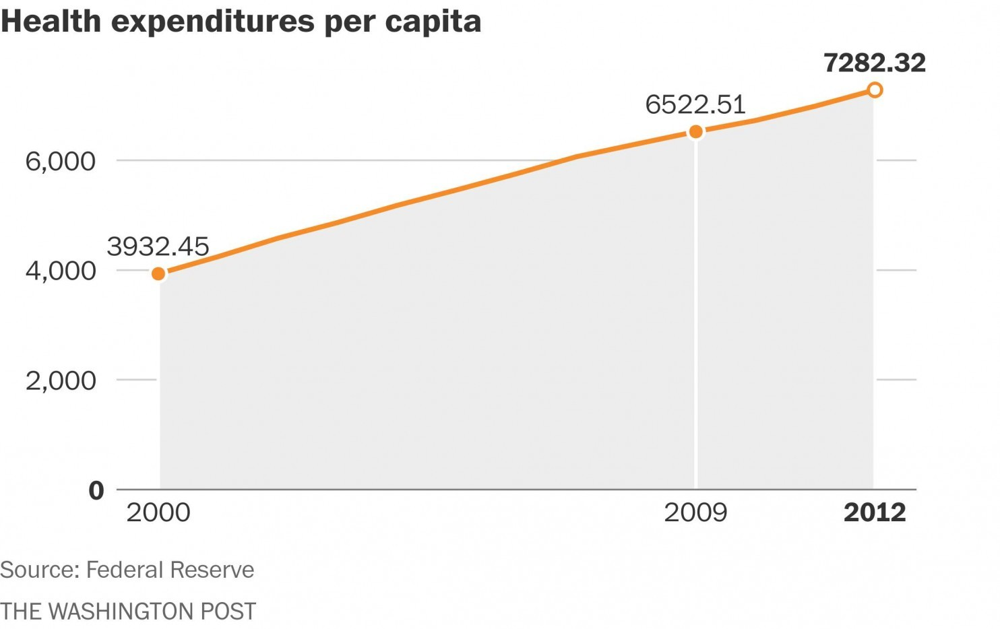 Health expenditures per capita
7282.32
6522.51
6,000
3932.45
4,000
2,000
0
2000 2009 2012
Source: Federal Reserve
THE WASHINGTON POST